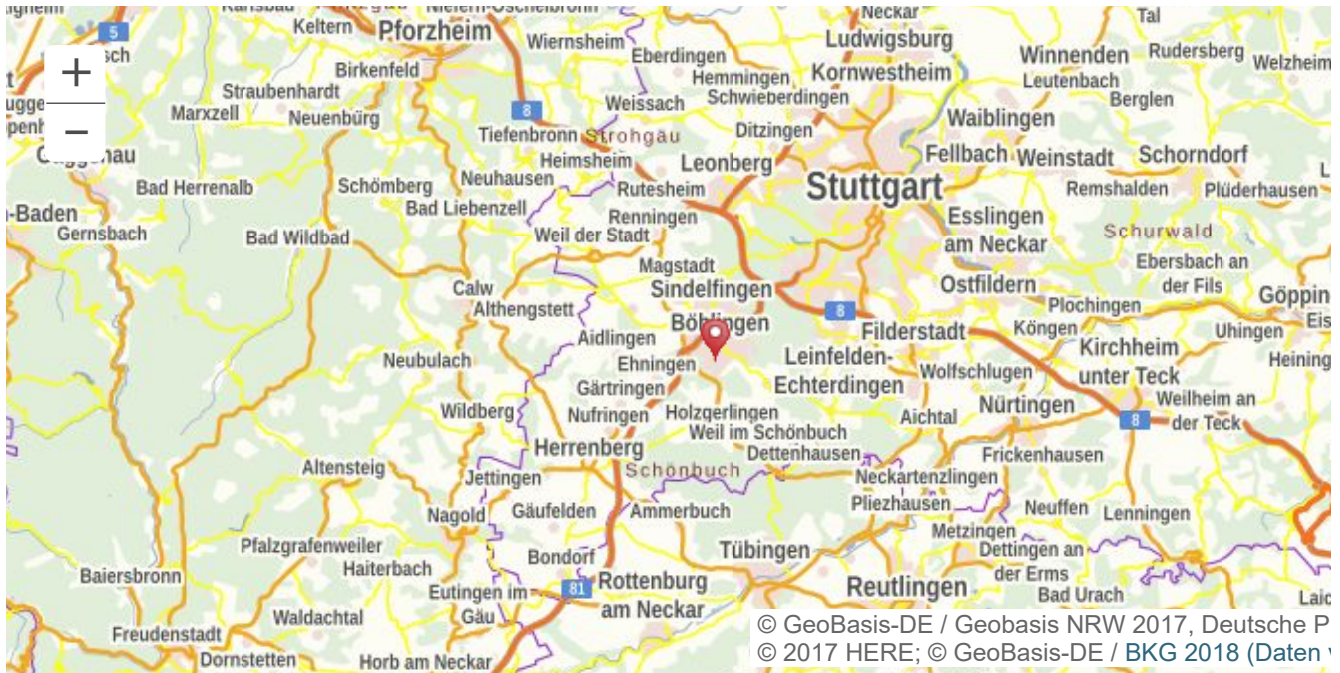 Neckar
Tal
Keltern
Pforzheim
Wiernsheim
Eberdingen
Ludwigsburg
Winnenden
Rudersberg
Welzheim
5
Birkenfeld
Hemmingen
Kornwestheim
Leutenbach
+
Straubenhardt
Weissach
Schwieberdingen
Berglen
8
Marxzell
Neuenbürg
Tiefenbronn
Strohgäu
Ditzingen
Waiblingen
−
Heimsheim
Leonberg
Fellbach
Weinstadt
Schorndorf
Bad Herrenalb
Schömberg
Neuhausen
Rutesheim
Stuttgart
Remshalden
Plüderhausen
Bad Liebenzell
Renningen
Esslingen
am Neckar
-Baden
Gernsbach
Bad Wildbad
Weil der Stadt
Schurwald
Magstadt
Ebersbach an
der Fils
Calw
Sindelfingen
Ostfildern
Althengstett
8
Plochingen
Göppin
Böblingen
Filderstadt
Köngen
Uhingen
Eis
Aidlingen
Neubulach
Ehningen
Leinfelden-
Echterdingen
Wolfschlugen
Kirchheim
unter Teck
Heining
Gärtringen
Wildberg
Nufringen
Holzgerlingen
Aichtal
Nürtingen
Weilheim an
der Teck
8
Weil im Schönbuch
Herrenberg
Dettenhausen
Frickenhausen
Altensteig
Jettingen
Schönbuch
Neckartenzlingen
Nagold
Gäufelden
Ammerbuch
Pliezhausen
Neuffen
Lenningen
Metzingen
Pfalzgrafenweiler
Bondorf
Tübingen
Dettingen an
der Erms
Haiterbach
Baiersbronn
Eutingen im
Gäu
81
Rottenburg
am Neckar
Reutlingen
Bad Urach
Laic
Waldachtal
Freudenstadt
Dornstetten
Horb am Neckar
© GeoBasis-DE / Geobasis NRW 2017, Deutsche P
© 2017 HERE; © GeoBasis-DE / BKG 2018 (Daten v